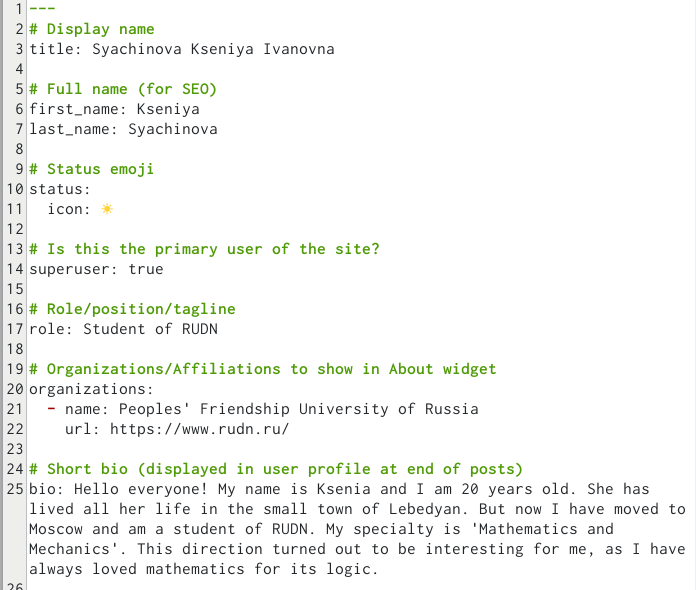 1 ---
2 # Display name
3 title: Syachinova Kseniya Ivanovna
4
5 # Full name (for SEO)
6 first_name: Kseniya
7 last_name: Syachinova
8
9 # Status emoji
10 status:
11   icon: ☀️
12
13 # Is this the primary user of the site?
14 superuser: true
15
16 # Role/position/tagline
17 role: Student of RUDN
18
19 # Organizations/Affiliations to show in About widget
20 organizations:
21   - name: Peoples' Friendship University of Russia
22     url: https://www.rudn.ru/
23
24 # Short bio (displayed in user profile at end of posts)
25 bio: Hello everyone! My name is Ksenia and I am 20 years old. She has
lived all her life in the small town of Lebedyan. But now I have moved to
Moscow and am a student of RUDN. My specialty is 'Mathematics and
Mechanics'. This direction turned out to be interesting for me, as I have
always loved mathematics for its logic.
26